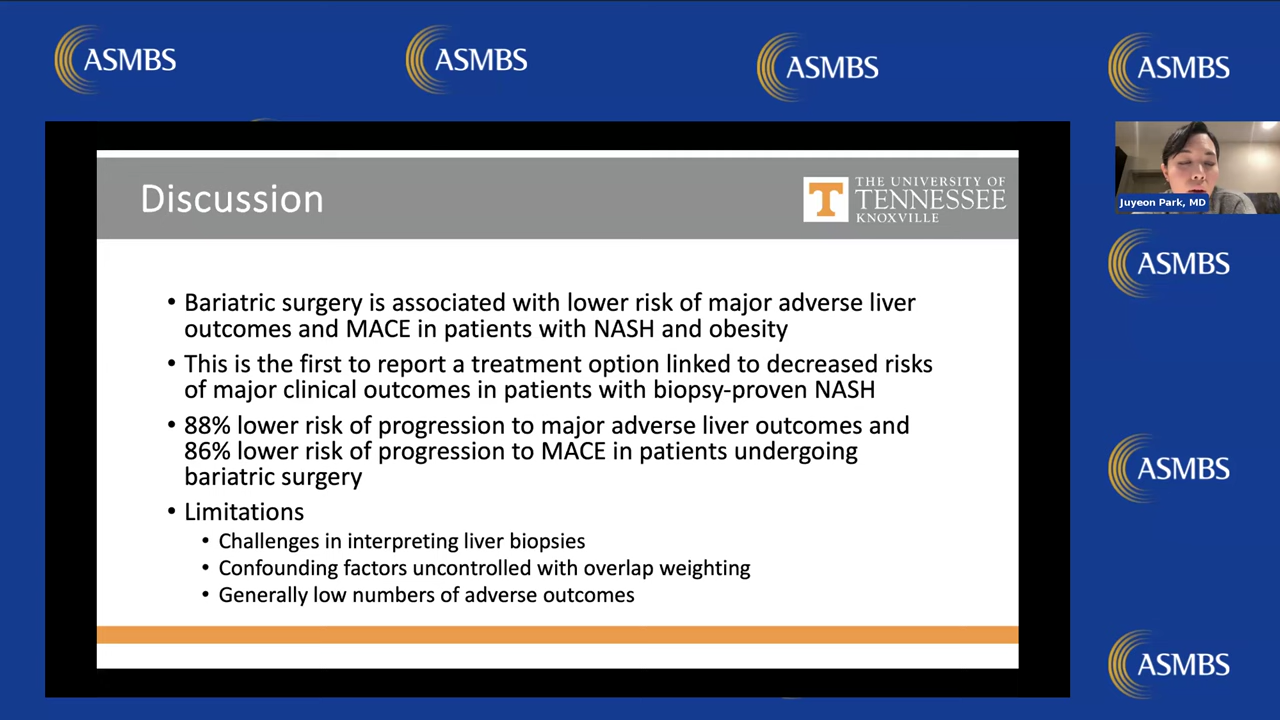 ASMBS
ASMBS
ASMBS
ASMBS
Discussion
THE UNIVERSITY OF
TENNESSEE
KNOXVILLE
T
Juyeon Park, MD
• Bariatric surgery is associated with lower risk of major adverse liver
outcomes and MACE in patients with NASH and obesity
• This is the first to report a treatment option linked to decreased risks
of major clinical outcomes in patients with biopsy-proven NASH
• 88% lower risk of progression to major adverse liver outcomes and
86% lower risk of progression to MACE in patients undergoing
bariatric surgery
• Limitations
• Challenges in interpreting liver biopsies
• Confounding factors uncontrolled with overlap weighting
• Generally low numbers of adverse outcomes
ASMBS
ASMBS
ASMBS